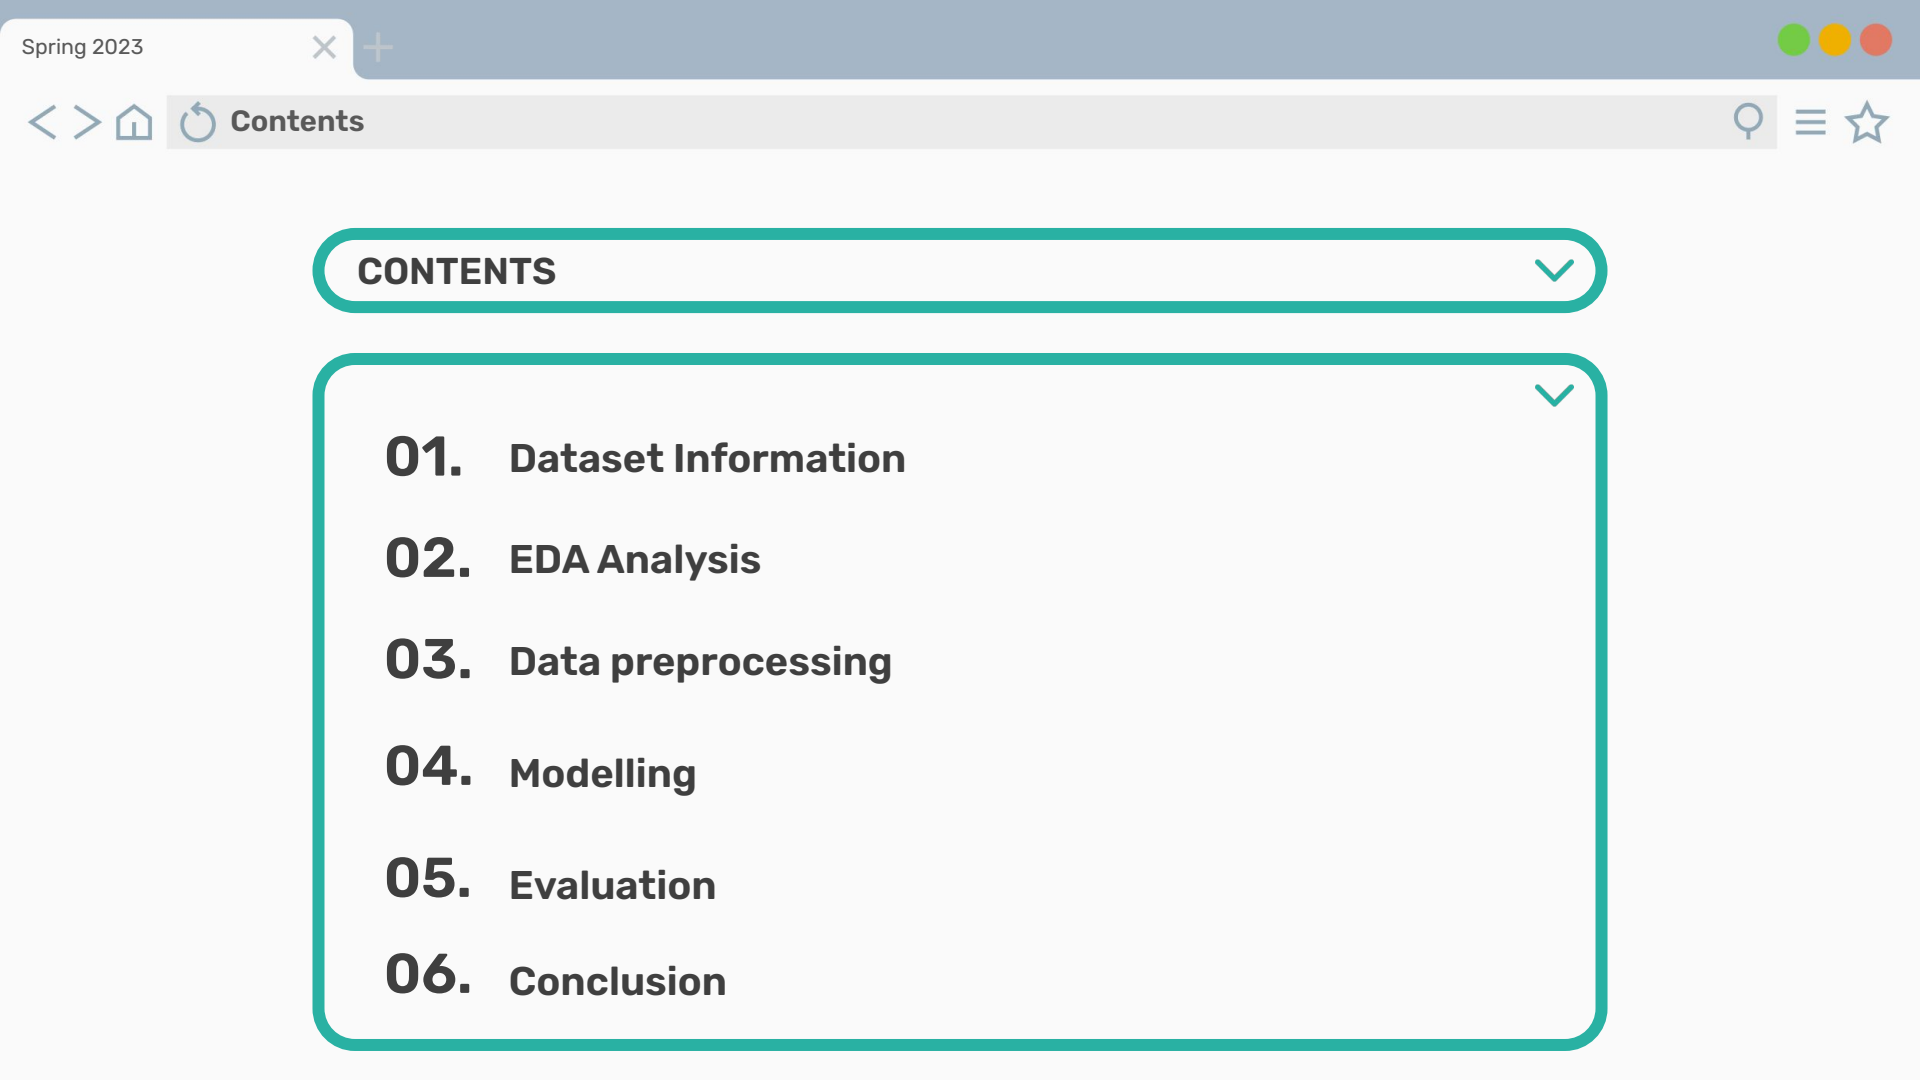 Spring 2023
Contents
CONTENTS
01. Dataset Information
02. EDA Analysis
03. Data preprocessing
04. Modelling
05. Evaluation
06. Conclusion